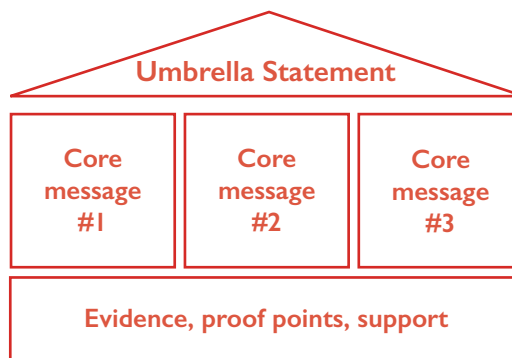 Umbrella Statement
Core
message
#1
Core
message
#2
Core
message
#3
Evidence, proof points, support